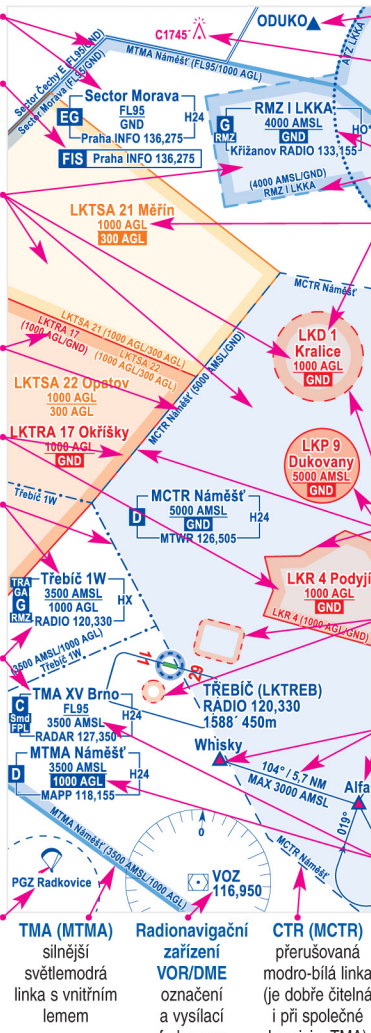 C1745´
ODUKO
MTMA Náměšť (FL95/1000 AGL)
ATZ LKKA
Sector Čechy E (FL95/GND)
Sector Morava (FL95/GND)
Sector Morava
EG
FL95
GND
H24
Praha INFO 136,275
FIS Praha INFO 136,275
RMZ I LKKA
G
RMZ
4000 AMSL
GND
HO
Křižanov RADIO 133,155
(4000 AMSL/GND)
RMZ I LKKA
LKTSA 21 Měřín
1000 AGL
300 AGL
MCTR Náměšť
LKTSA 21 (1000 AGL/300 AGL)
LKTRA 17
(1000 AGL/GND)
LKTSA 22
(1000 AGL/300 AGL)
MCTR Náměšť (5000 AMSL/GND)
LKD 1
Kralice
1000 AGL
GND
LKTSA 22 Opatov
1000 AGL
300 AGL
LKTRA 17 Okříšky
1000 AGL
GND
LKP 9
Dukovany
5000 AMSL
GND
Třebíč 1W
MCTR Náměšť
D
5000 AMSL
GND
H24
MTWR 126,505
LKR 4 Podyjí
1000 AGL
GND
LKR 4 (1000 AGL/GND)
TRA
GA
G
RMZ
Třebíč 1W
3500 AMSL
1000 AGL
HX
RADIO 120,330
(3500 AMSL/1000 AGL)
Třebíč 1W
11
29
TŘEBÍČ (LKTREB)
RADIO 120,330
1588´ 450m
TMA XV Brno
C
Smd
FPL
FL95
3500 AMSL
H24
RADAR 127,350
MTMA Náměšť
D
3500 AMSL
1000 AGL
H24
MAPP 118,155
Whisky
104° / 5,7 NM
MAX 3000 AMSL
Alfa
019°
MCTR Náměšť
MTMA Náměšť (3500 AMSL/1000 AGL)
0
VOZ
116,950
PGZ Radkovice
TMA (MTMA)
silnější
světlemodrá
linka s vnitřním
lemem
Radionavigační
zařízení
VOR/DME
označení
a vysílací
CTR (MCTR)
přerušovaná
modro-bílá linka
(je dobře čitelná
i při společné